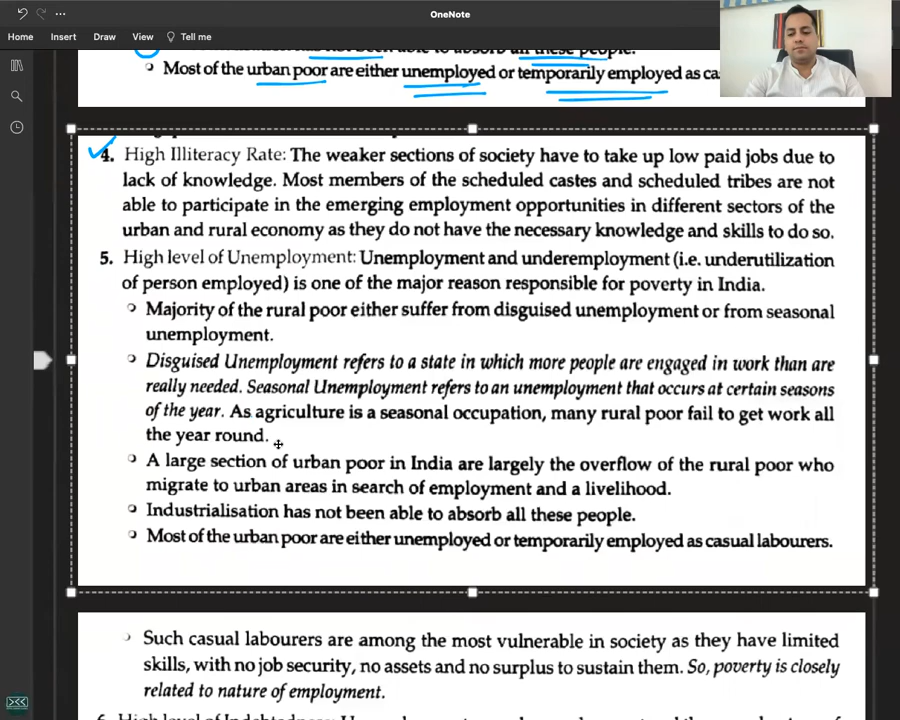 OneNote
Home Insert Draw View Tell me
able to absorb all these people.
Most of the urban poor are either unemployed or temporarily employed as ca
4. High Illiteracy Rate: The weaker sections of society have to take up low paid jobs due to
lack of knowledge. Most members of the scheduled castes and scheduled tribes are not
able to participate in the emerging employment opportunities in different sectors of the
urban and rural economy as they do not have the necessary knowledge and skills to do so.
5. High level of Unemployment: Unemployment and underemployment (i.e. underutilization
of person employed) is one of the major reason responsible for poverty in India.
Majority of the rural poor either suffer from disguised unemployment or from seasonal
unemployment.
Disguised Unemployment refers to a state in which more people are engaged in work than are
really needed. Seasonal Unemployment refers to an unemployment that occurs at certain seasons
of the year. As agriculture is a seasonal occupation, many rural poor fail to get work all
the year round.
A large section of urban poor in India are largely the overflow of the rural poor who
migrate to urban areas in search of employment and a livelihood.
Industrialisation has not been able to absorb all these people.
Most of the urban poor are either unemployed or temporarily employed as casual labourers.
Such casual labourers are among the most vulnerable in society as they have limited
skills, with no job security, no assets and no surplus to sustain them. So, poverty is closely
related to nature of employment.